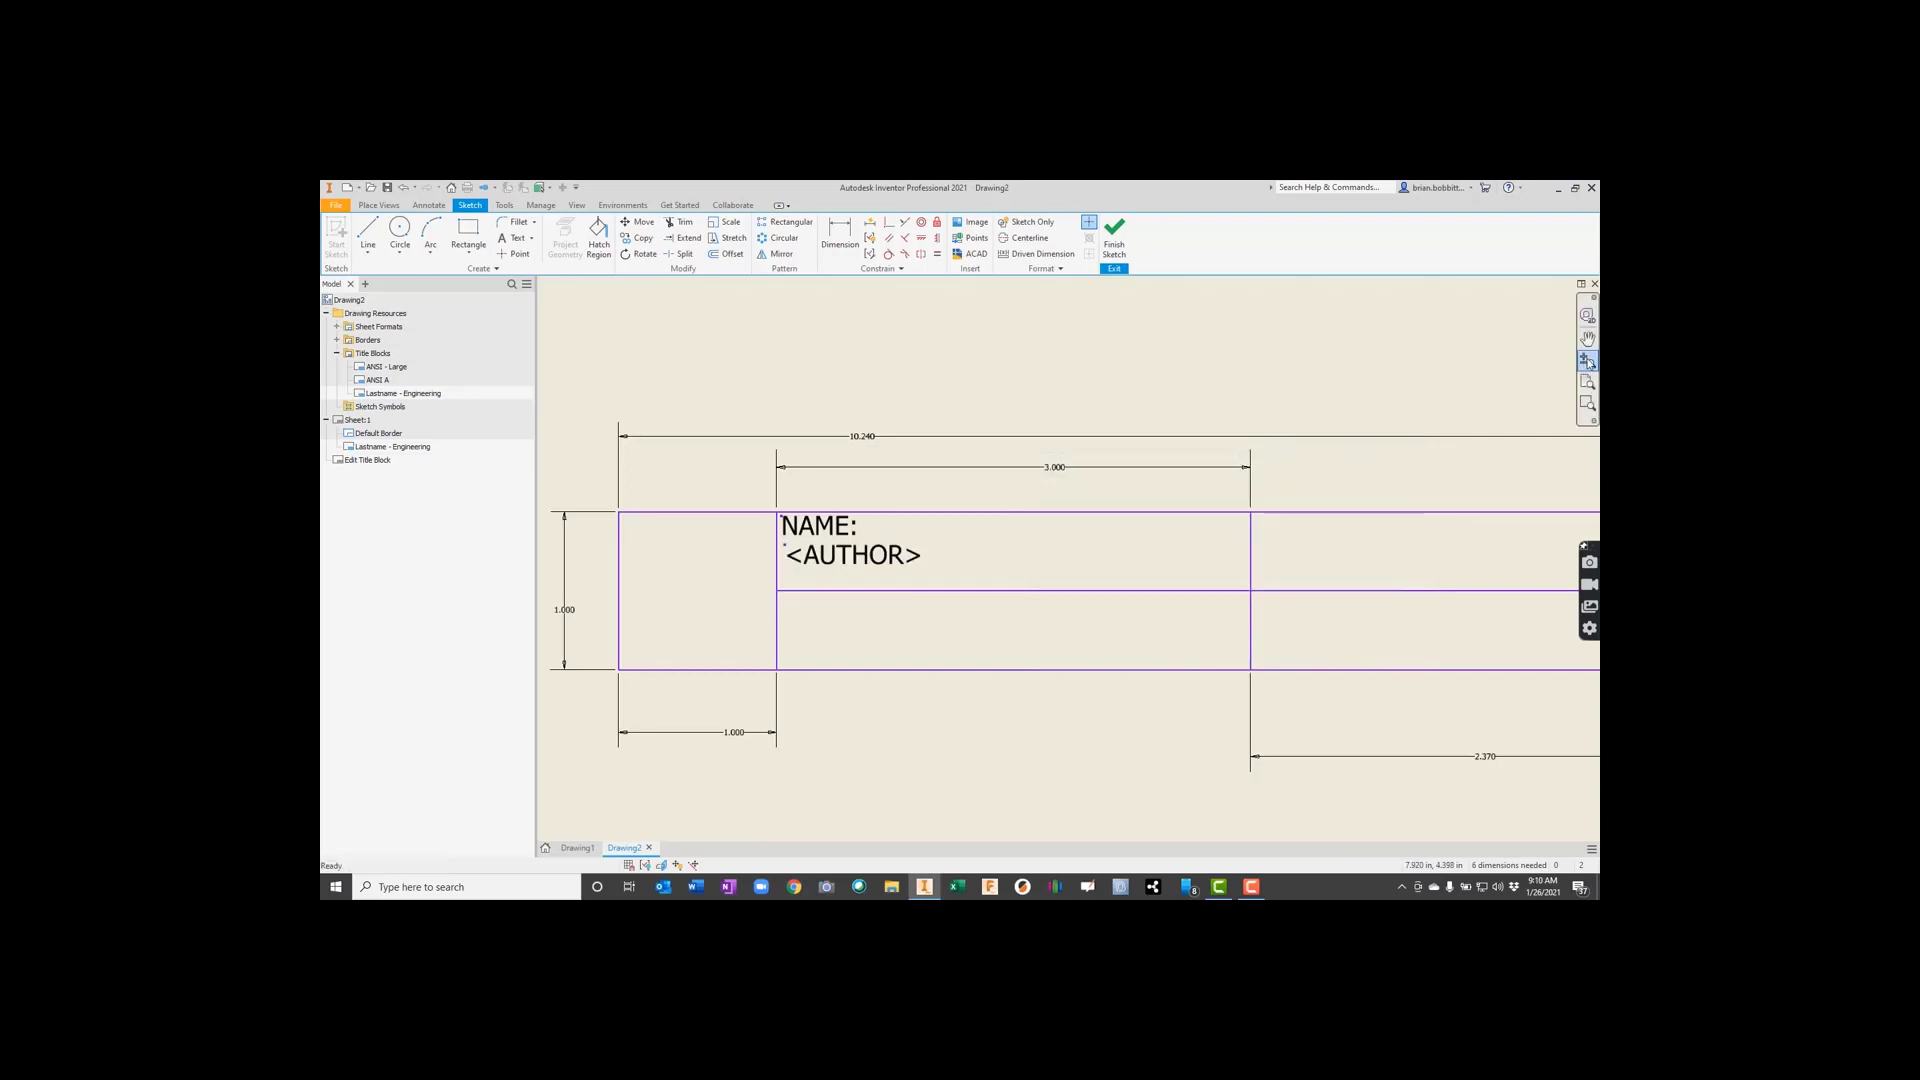 Autodesk Inventor Professional 2021 Drawing2
Search Help & Commands...
brian.bobbitt...
File Place Views Annotate Sketch Tools Manage View Environments Get Started Collaborate
Start Sketch
Line
Circle
Arc
Rectangle
Fillet
Text
Point
Project Geometry
Hatch Region
Move
Copy
Rotate
Trim
Extend
Split
Scale
Stretch
Offset
Rectangular
Circular
Mirror
Dimension
Image
Points
ACAD
Sketch Only
Centerline
Driven Dimension
Finish Sketch
Sketch Create Modify Pattern Constrain Insert Format Exit
Model
Drawing2
Drawing Resources
Sheet Formats
Borders
Title Blocks
ANSI - Large
ANSI A
Lastname - Engineering
Sketch Symbols
Sheet:1
Default Border
Lastname - Engineering
Edit Title Block
10.240
3.000
NAME:
<AUTHOR>
1.000
1.000
2.370
Drawing1 Drawing2
Ready
7.920 in, 4.398 in 6 dimensions needed 0 2
Type here to search
8
9:10 AM
1/26/2021
37